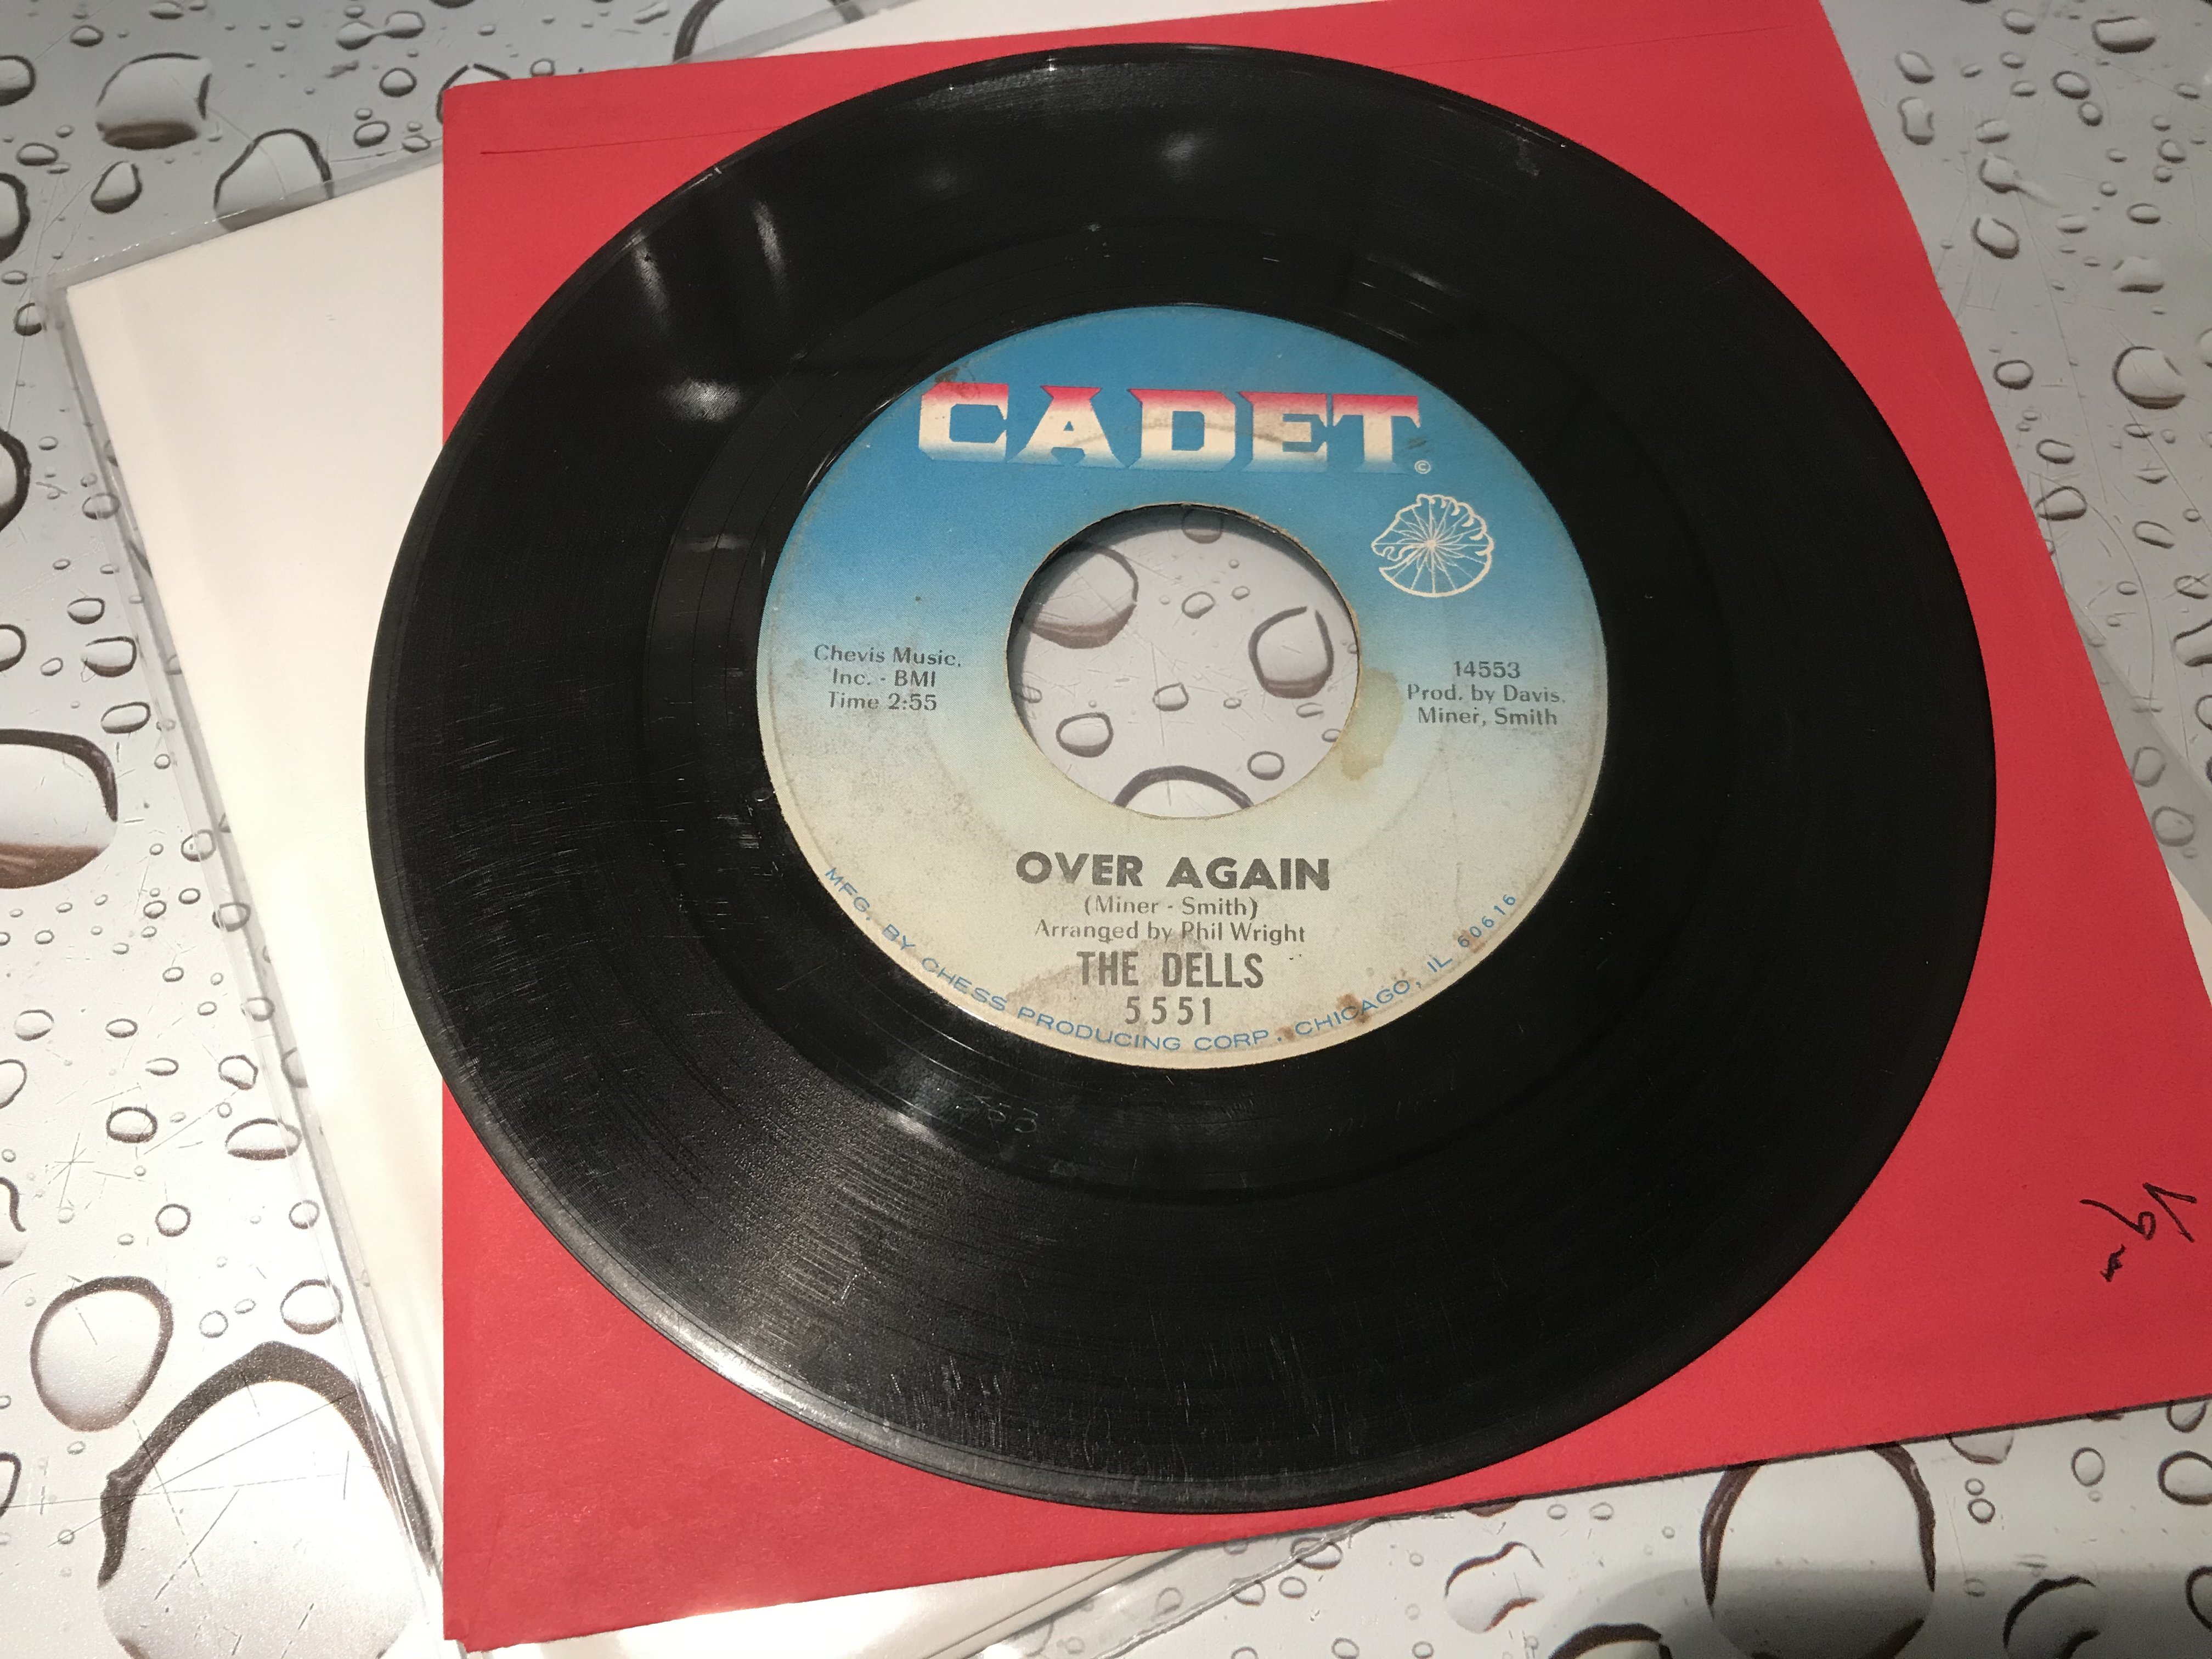 CADET
©
Chevis Music,
Inc. - BMI
Time 2:55
14553
Prod. by Davis,
Miner, Smith
OVER AGAIN
(Miner - Smith)
Arranged by Phil Wright
THE DELLS
5551
MFG. BY CHESS PRODUCING CORP. CHICAGO, IL 60616